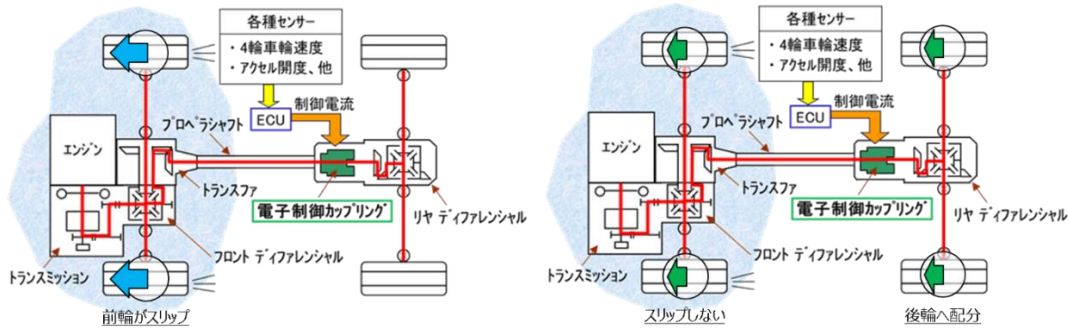 各種センサー
・4輪車輪速度
・アクセル開度、他
ECU
制御電流
ﾌﾟﾛﾍﾟﾗｼｬﾌﾄ
ｴﾝｼﾞﾝ
ﾄﾗﾝｽﾌｧ
電子制御ｶｯﾌﾟﾘﾝｸﾞ
ﾘﾔ ﾃﾞｨﾌｧﾚﾝｼｬﾙ
ﾌﾛﾝﾄ ﾃﾞｨﾌｧﾚﾝｼｬﾙ
ﾄﾗﾝｽﾐｯｼｮﾝ
前輪がｽﾘｯﾌﾟ
各種センサー
・4輪車輪速度
・アクセル開度、他
ECU
制御電流
ﾌﾟﾛﾍﾟﾗｼｬﾌﾄ
ｴﾝｼﾞﾝ
ﾄﾗﾝｽﾌｧ
電子制御ｶｯﾌﾟﾘﾝｸﾞ
ﾘﾔ ﾃﾞｨﾌｧﾚﾝｼｬﾙ
ﾌﾛﾝﾄ ﾃﾞｨﾌｧﾚﾝｼｬﾙ
ﾄﾗﾝｽﾐｯｼｮﾝ
ｽﾘｯﾌﾟしない
後輪へ配分